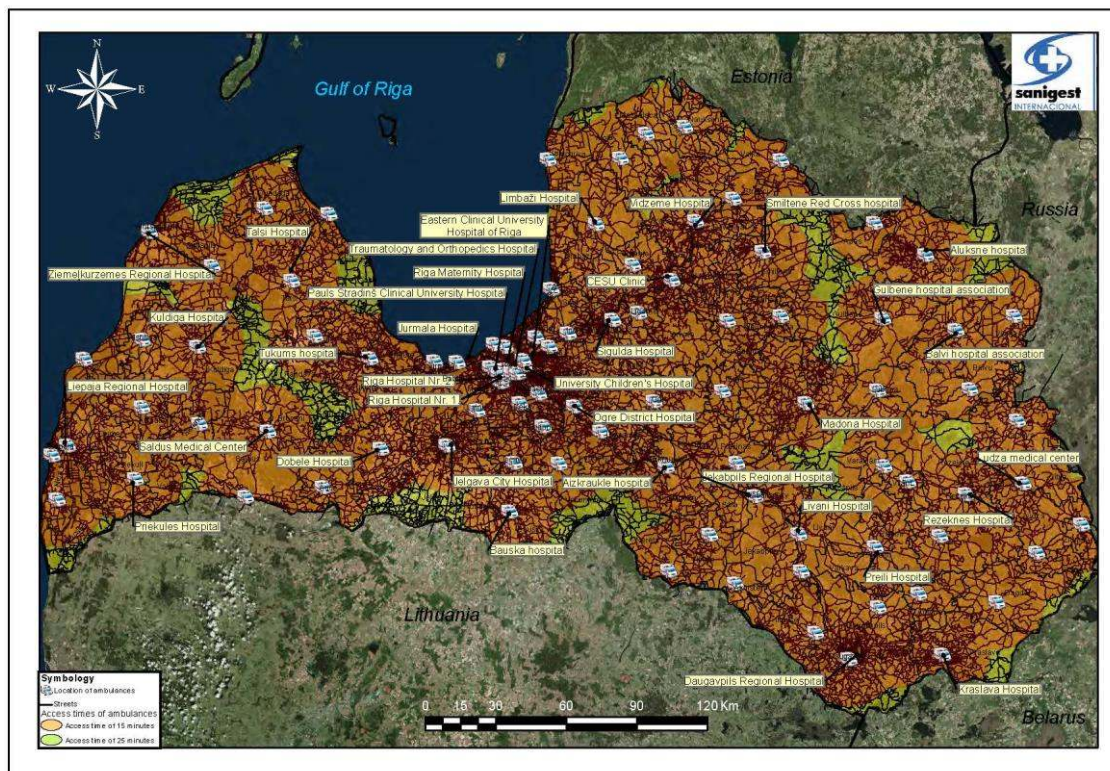 N
W E
S
Gulf of Riga
Estonia
sanigest
INTERNACIONAL
Russia
Limbaži Hospital
Vidzeme Hospital
Smiltene Red Cross hospital
Eastern Clinical University
Hospital of Riga
Talsi Hospital
Traumatology and Orthopedics Hospital
Aluksne hospital
Ziemeļkurzemes Regional Hospital
Riga Maternity Hospital
CESU Clinic
Gulbene hospital association
Pauls Stradinš Clinical University Hospital
Kuldiga Hospital
Jurmala Hospital
Tukums hospital
Sigulda Hospital
Balvi hospital association
Liepaja Regional Hospital
Riga Hospital Nr. 2
University Children's Hospital
Riga Hospital Nr. 1
Ogre District Hospital
Madona Hospital
Saldus Medical Center
Dobele Hospital
Ludza medical center
Jelgava City Hospital
Aizkraukle hospital
Jekabpils Regional Hospital
Livani Hospital
Priekules Hospital
Rezeknes Hospital
Bauska hospital
Preili Hospital
Lithuania
Daugavpils Regional Hospital
Kraslava Hospital
Belarus
Symbology
Location of ambulances
Streets
Access times of ambulances
Access time of 15 minutes
Access time of 25 minutes
0 15 30 60 90 120 Km